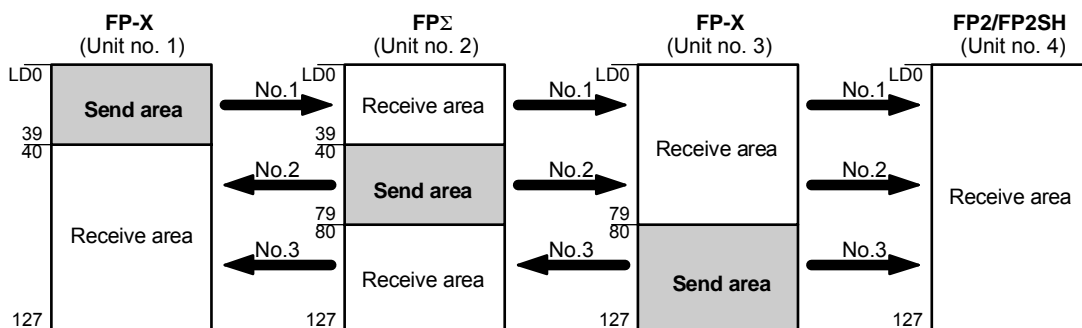 FP-X FPΣ FP-X FP2/FP2SH
(Unit no. 1) (Unit no. 2) (Unit no. 3) (Unit no. 4)
LD0 LD0 LD0 LD0
Send area No.1 Receive area No.1 No.1
39 39
40 40
Receive area
No.2 Send area No.2 No.2
Receive area Receive area
79 79
80 80
No.3 Receive area No.3 Send area No.3
127 127 127 127